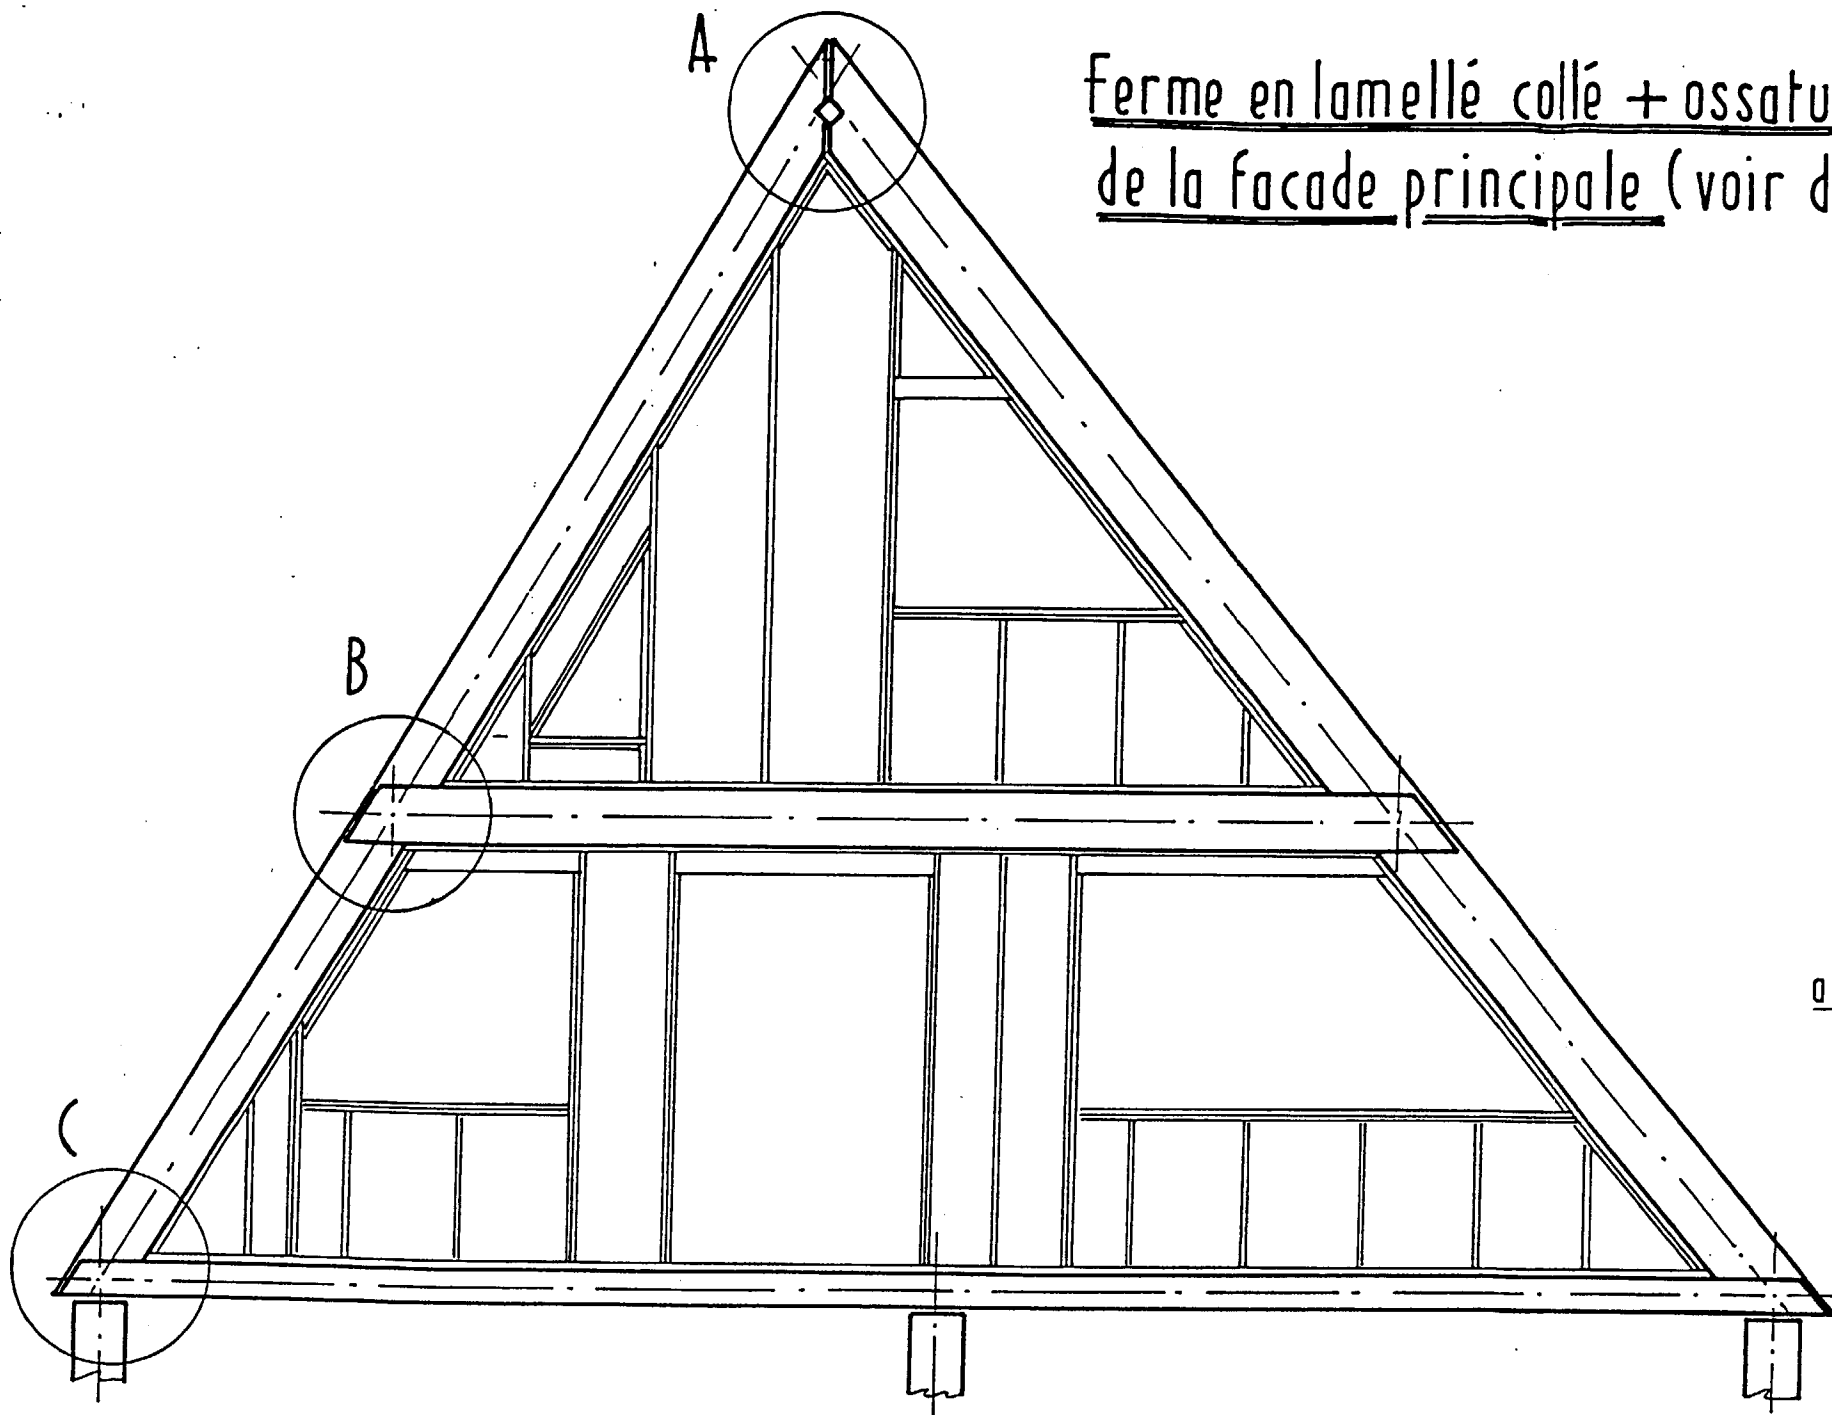 A
Ferme en lamellé collé + ossatu
de la facade principale (voir d
B
a
C